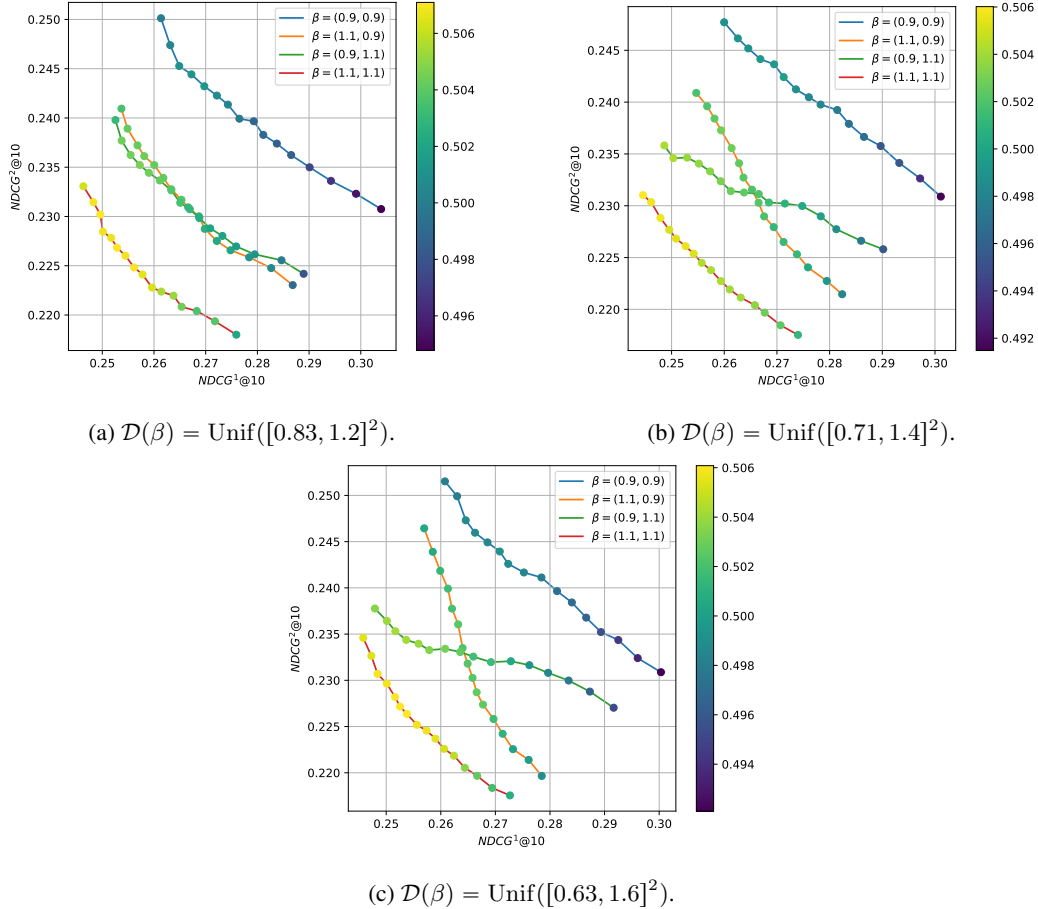 0.250
0.245
0.240
0.235
0.230
0.225
0.220
NDCG²@10
0.25 0.26 0.27 0.28 0.29 0.30
NDCG¹@10
β = (0.9, 0.9)
β = (1.1, 0.9)
β = (0.9, 1.1)
β = (1.1, 1.1)
0.506
0.504
0.502
0.500
0.498
0.496
(a) 𝒟(β) = Unif([0.83, 1.2]²).
0.245
0.240
0.235
0.230
0.225
0.220
NDCG²@10
0.25 0.26 0.27 0.28 0.29 0.30
NDCG¹@10
β = (0.9, 0.9)
β = (1.1, 0.9)
β = (0.9, 1.1)
β = (1.1, 1.1)
0.506
0.504
0.502
0.500
0.498
0.496
0.494
0.492
(b) 𝒟(β) = Unif([0.71, 1.4]²).
0.250
0.245
0.240
0.235
0.230
0.225
0.220
NDCG²@10
0.25 0.26 0.27 0.28 0.29 0.30
NDCG¹@10
β = (0.9, 0.9)
β = (1.1, 0.9)
β = (0.9, 1.1)
β = (1.1, 1.1)
0.506
0.504
0.502
0.500
0.498
0.496
0.494
(c) 𝒟(β) = Unif([0.63, 1.6]²).